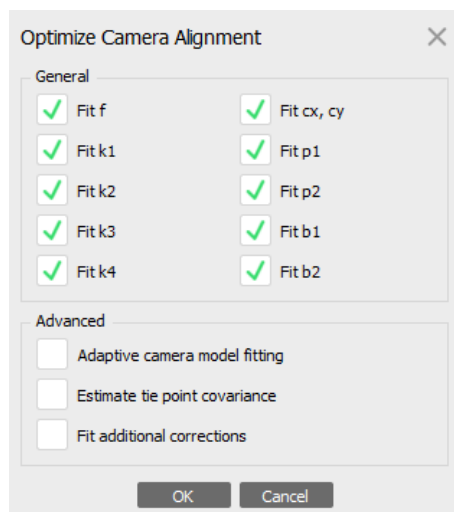 Optimize Camera Alignment
General
Fit f
Fit cx, cy
Fit k1
Fit p1
Fit k2
Fit p2
Fit k3
Fit b1
Fit k4
Fit b2
Advanced
Adaptive camera model fitting
Estimate tie point covariance
Fit additional corrections
OK
Cancel